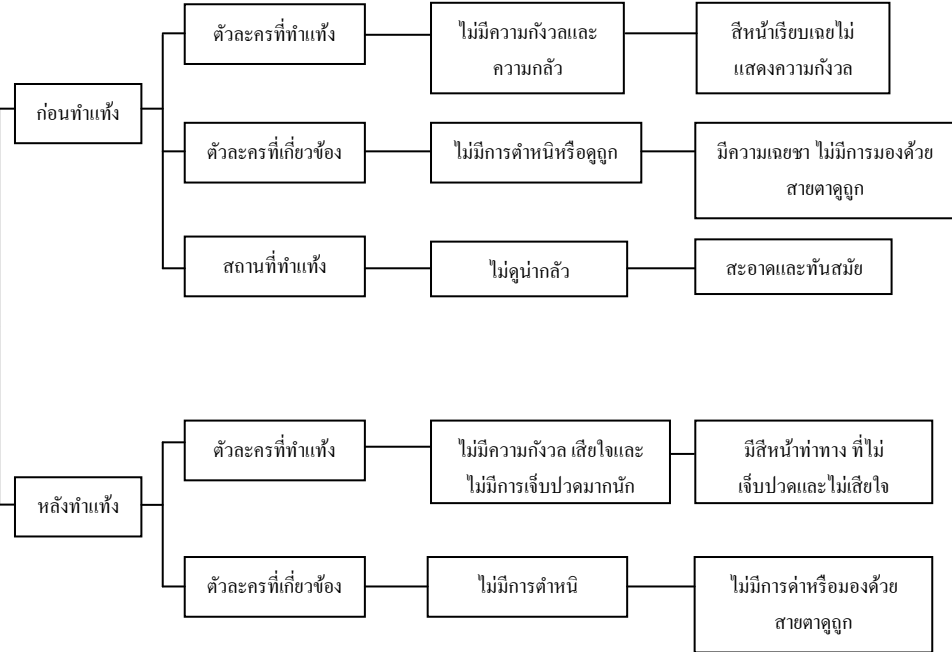 ก่อนทำแท้ง
ตัวละครที่ทำแท้ง
ไม่มีความกังวลและ
ความกลัว
สีหน้าเรียบเฉยไม่
แสดงความกังวล
ตัวละครที่เกี่ยวข้อง
ไม่มีการตำหนิหรือดูถูก
มีความเฉยชา ไม่มีการมองด้วย
สายตาดูถูก
สถานที่ทำแท้ง
ไม่ดูน่ากลัว
สะอาดและทันสมัย
หลังทำแท้ง
ตัวละครที่ทำแท้ง
ไม่มีความกังวล เสียใจและ
ไม่มีการเจ็บปวดมากนัก
มีสีหน้าท่าทาง ที่ไม่
เจ็บปวดและไม่เสียใจ
ตัวละครที่เกี่ยวข้อง
ไม่มีการตำหนิ
ไม่มีการด่าหรือมองด้วย
สายตาดูถูก